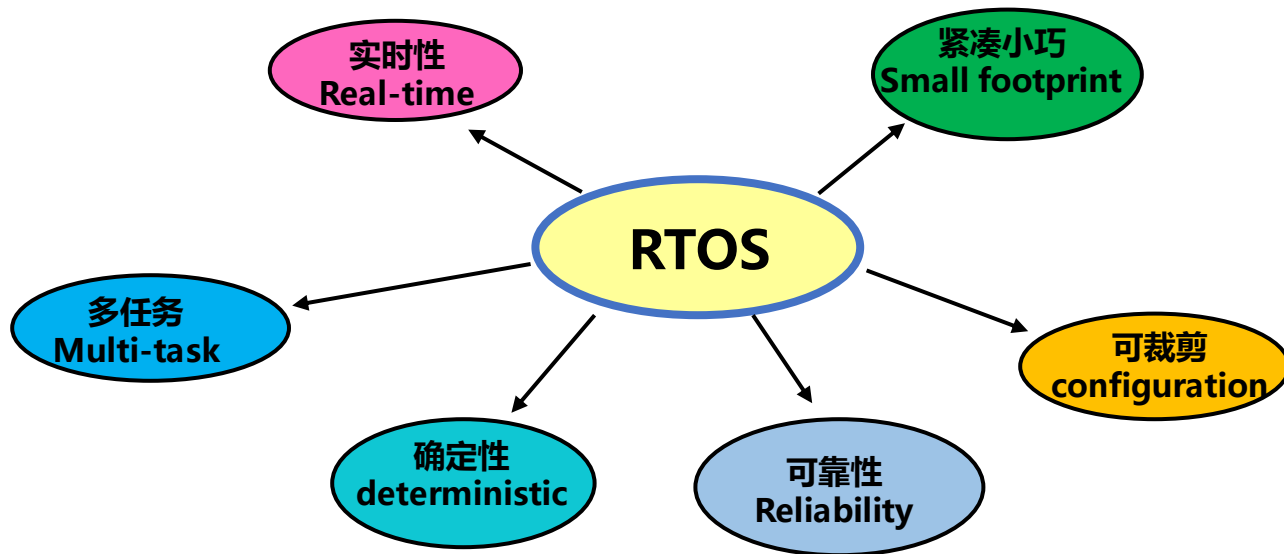 实时性
Real-time
紧凑小巧
Small footprint
RTOS
多任务
Multi-task
可裁剪
configuration
确定性
deterministic
可靠性
Reliability